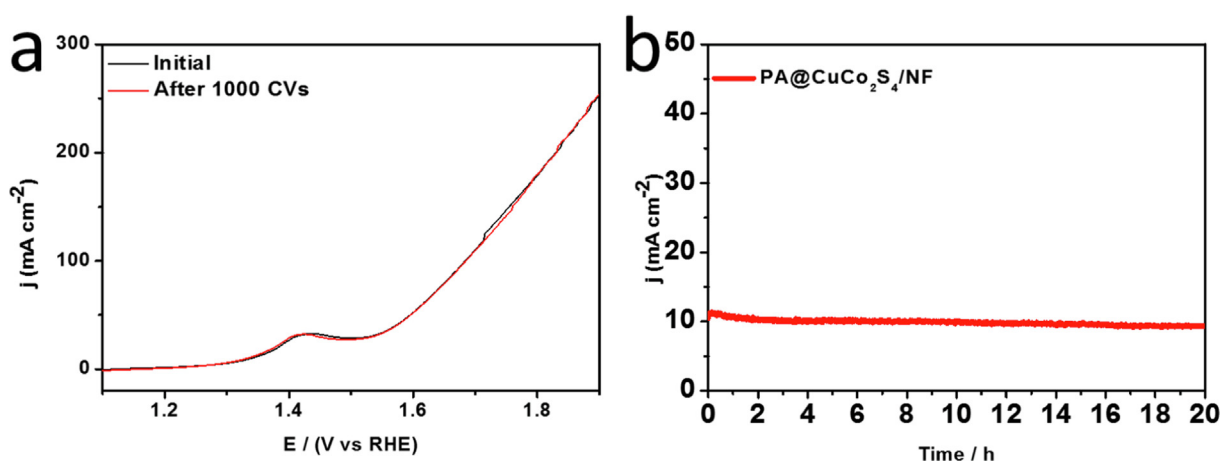 a
300
200
100
0
j (mA cm⁻²)
Initial
After 1000 CVs
1.2 1.4 1.6 1.8
E / (V vs RHE)
b
50
40
30
20
10
0
j (mA cm⁻²)
PA@CuCo₂S₄/NF
0 2 4 6 8 10 12 14 16 18 20
Time / h